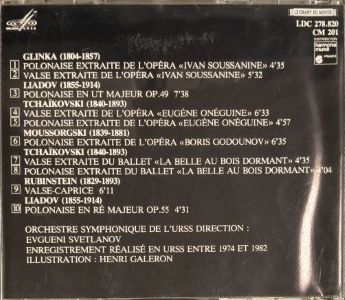 LE CHANT DU MONDE
LDC 278.820
CM 201
DISTRIBUTION
harmonia
mundi
FRANCE
GLINKA (1804-1857)
1 POLONAISE EXTRAITE DE L'OPÉRA «IVAN SOUSSANINE» 4'35
2 VALSE EXTRAITE DE L'OPÉRA «IVAN SOUSSANINE» 5'32
LIADOV (1855-1914)
3 POLONAISE EN UT MAJEUR OP.49 7'38
TCHAÏKOVSKI (1840-1893)
4 VALSE EXTRAITE DE L'OPÉRA «EUGÈNE ONÉGUINE» 6'33
5 POLONAISE EXTRAITE DE L'OPÉRA «EUGÈNE ONÉGUINE» 4'57
MOUSSORGSKI (1839-1881)
6 POLONAISE EXTRAITE DE L'OPÉRA «BORIS GODOUNOV» 6'35
TCHAÏKOVSKI (1840-1893)
7 VALSE EXTRAITE DU BALLET «LA BELLE AU BOIS DORMANT» 4'35
8 POLONAISE EXTRAITE DU BALLET «LA BELLE AU BOIS DORMANT» 4'04
RUBINSTEIN (1829-1893)
9 VALSE-CAPRICE 6'11
LIADOV (1855-1914)
10 POLONAISE EN RÉ MAJEUR OP.55 4'31
ORCHESTRE SYMPHONIQUE DE L'URSS DIRECTION :
EVGUENI SVETLANOV
ENREGISTREMENT RÉALISÉ EN URSS ENTRE 1974 ET 1982
ILLUSTRATION : HENRI GALERON